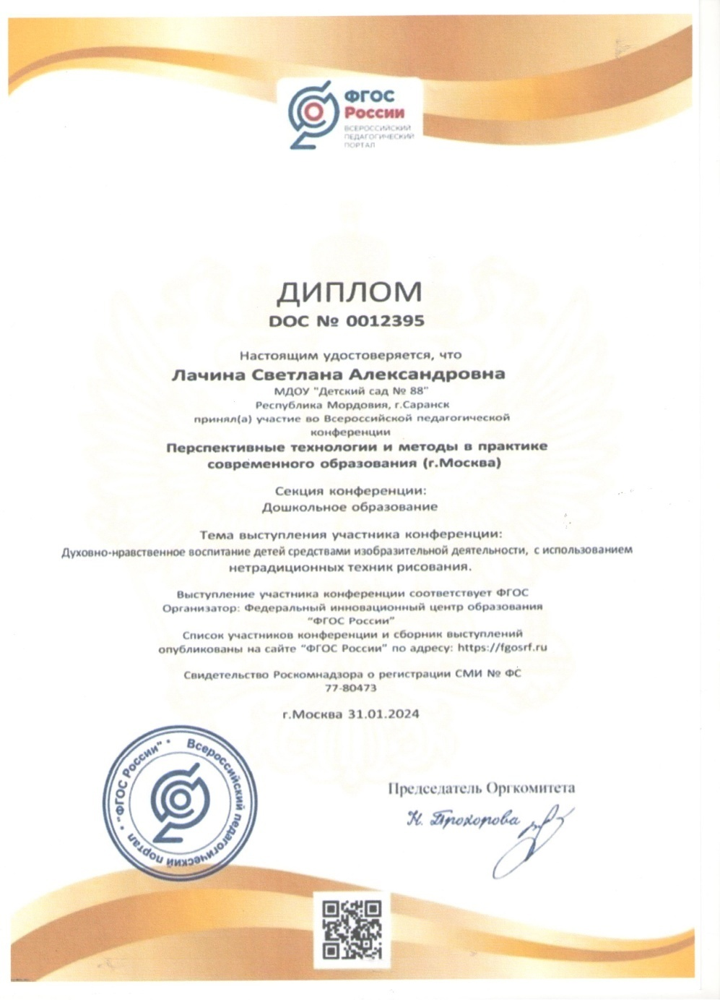 ФГОС
России
ВСЕРОССИЙСКИЙ
ПЕДАГОГИЧЕСКИЙ
ПОРТАЛ
ДИПЛОМ
DOC № 0012395
Настоящим удостоверяется, что
Лачина Светлана Александровна
МДОУ "Детский сад № 88"
Республика Мордовия, г.Саранск
принял(а) участие во Всероссийской педагогической
конференции
Перспективные технологии и методы в практике
современного образования (г.Москва)
Секция конференции:
Дошкольное образование
Тема выступления участника конференции:
Духовно-нравственное воспитание детей средствами изобразительной деятельности, с использованием
нетрадиционных техник рисования.
Выступление участника конференции соответствует ФГОС
Организатор: Федеральный инновационный центр образования
"ФГОС России"
Список участников конференции и сборник выступлений
опубликованы на сайте "ФГОС России" по адресу: https://fgosrf.ru
Свидетельство Роскомнадзора о регистрации СМИ № ФС
77-80473
г.Москва 31.01.2024
Всероссийский педагогический портал * "ФГОС России" *
Председатель Оргкомитета
Н. Прохорова